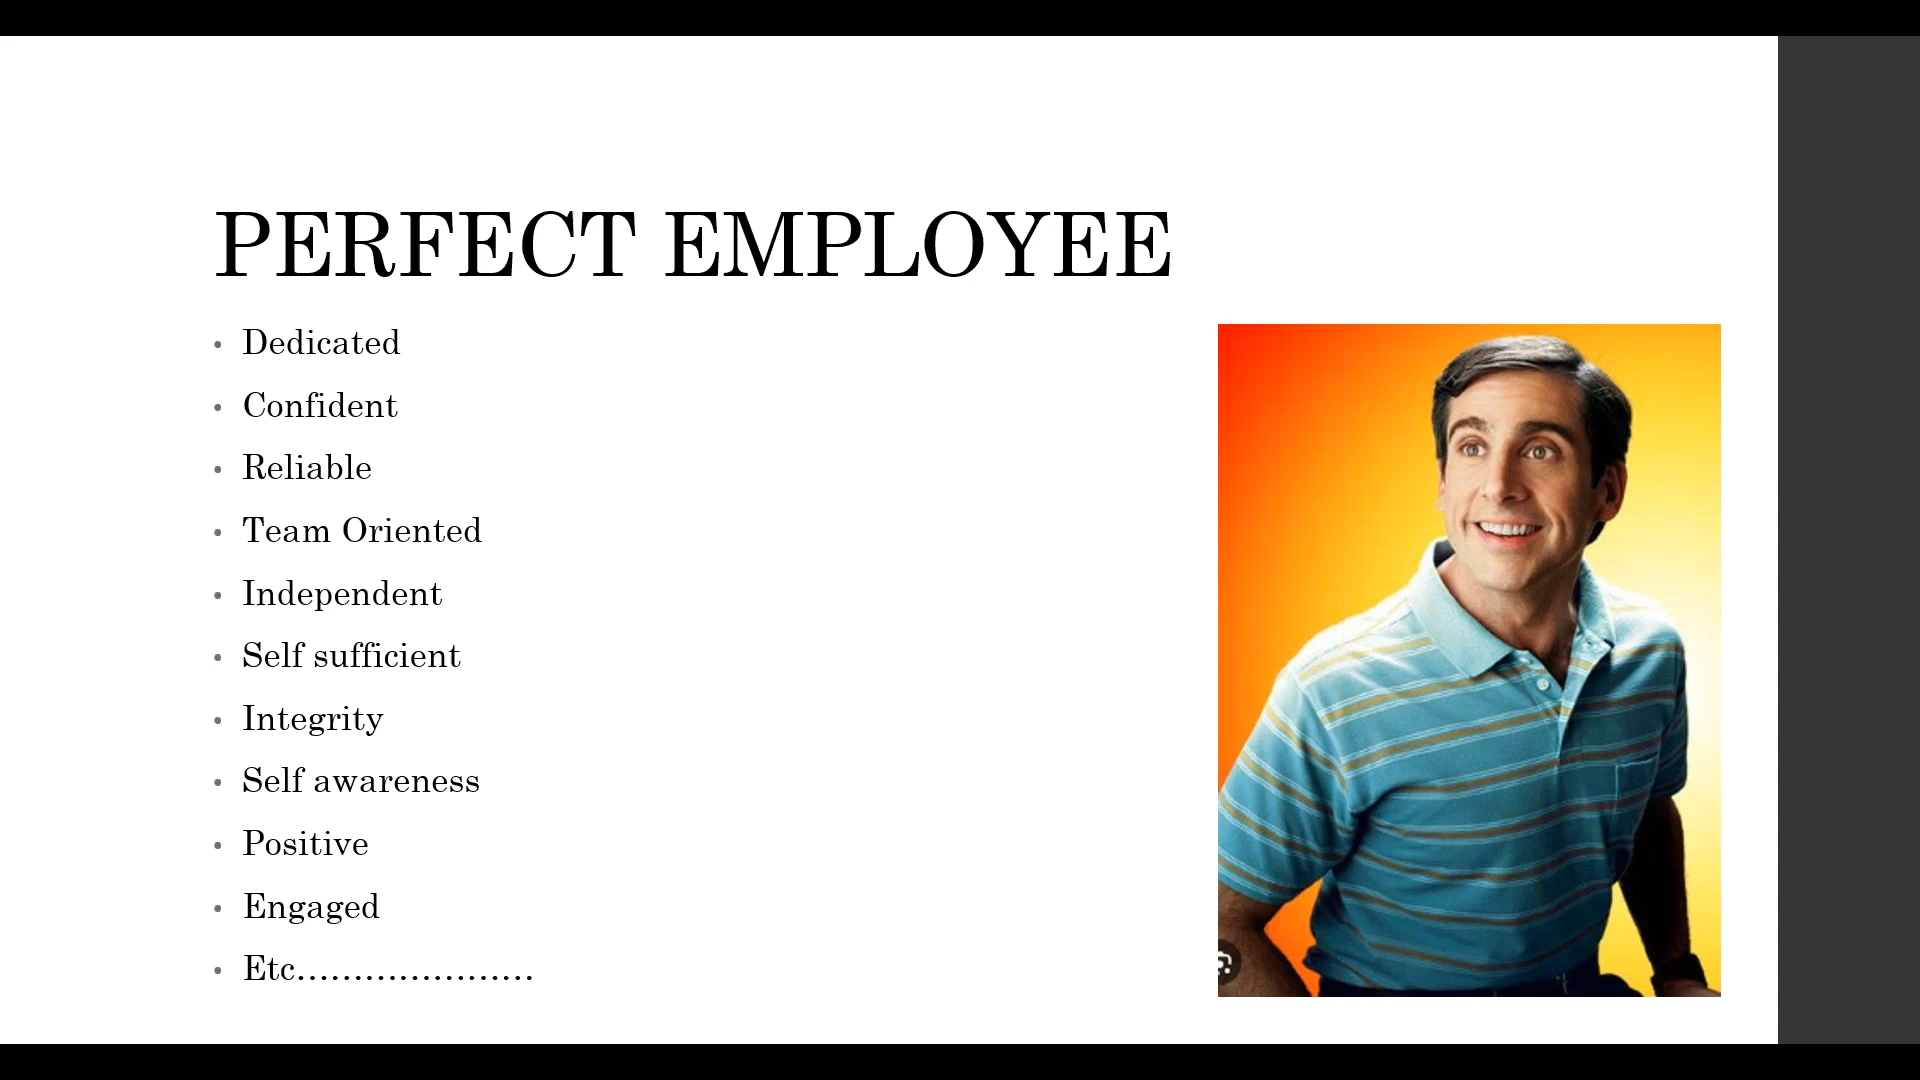 PERFECT EMPLOYEE
• Dedicated
• Confident
• Reliable
• Team Oriented
• Independent
• Self sufficient
• Integrity
• Self awareness
• Positive
• Engaged
• Etc.....................